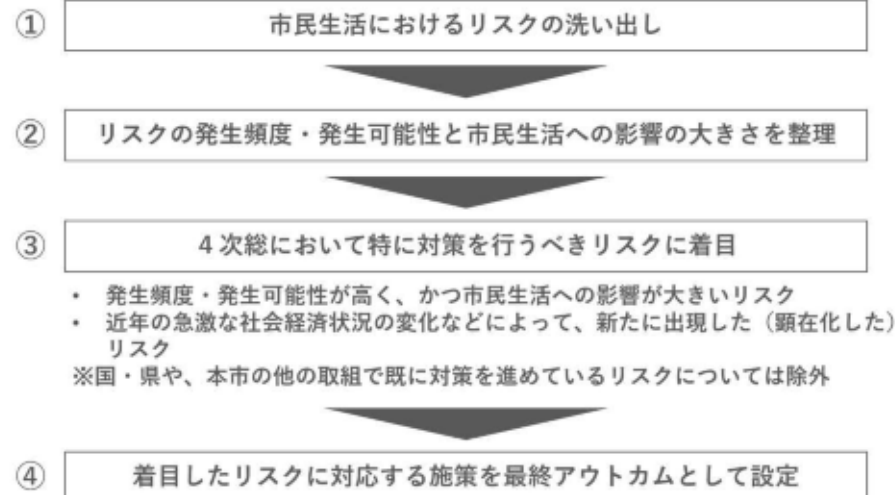 ① 市民生活におけるリスクの洗い出し
② リスクの発生頻度・発生可能性と市民生活への影響の大きさを整理
③ 4次総において特に対策を行うべきリスクに着目
• 発生頻度・発生可能性が高く、かつ市民生活への影響が大きいリスク
• 近年の急激な社会経済状況の変化などによって、新たに出現した（顕在化した）
リスク
※国・県や、本市の他の取組で既に対策を進めているリスクについては除外
④ 着目したリスクに対応する施策を最終アウトカムとして設定